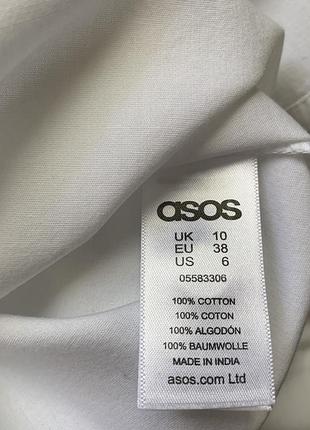 asos
UK 10
EU 38
US 6
05583306
100% COTTON
100% COTON
100% ALGODÓN
100% BAUMWOLLE
MADE IN INDIA
asos.com Ltd